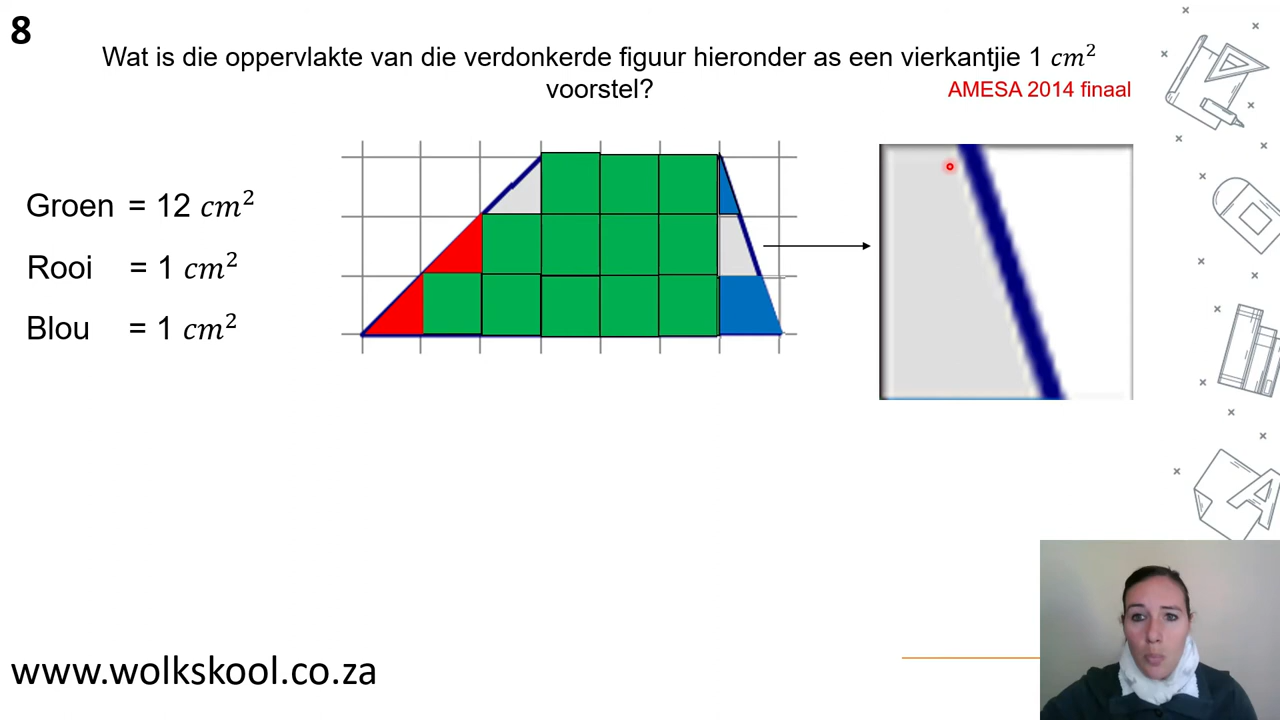 8
Wat is die oppervlakte van die verdonkerde figuur hieronder as een vierkantjie 1 𝑐𝑚²
voorstel?
AMESA 2014 finaal
Groen = 12 𝑐𝑚²
Rooi = 1 𝑐𝑚²
Blou = 1 𝑐𝑚²
www.wolkskool.co.za